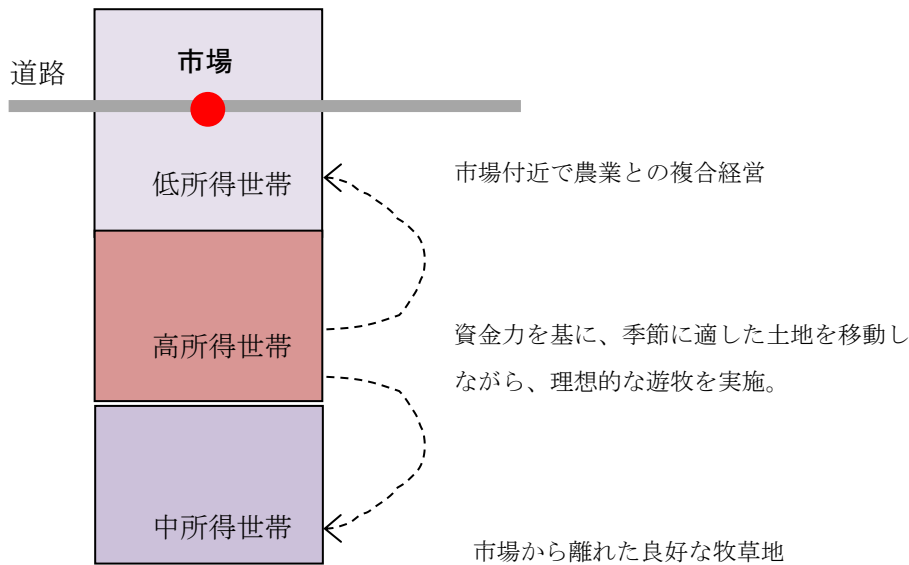 市場
道路
低所得世帯
市場付近で農業との複合経営
高所得世帯
資金力を基に、季節に適した土地を移動し
ながら、理想的な遊牧を実施。
中所得世帯
市場から離れた良好な牧草地